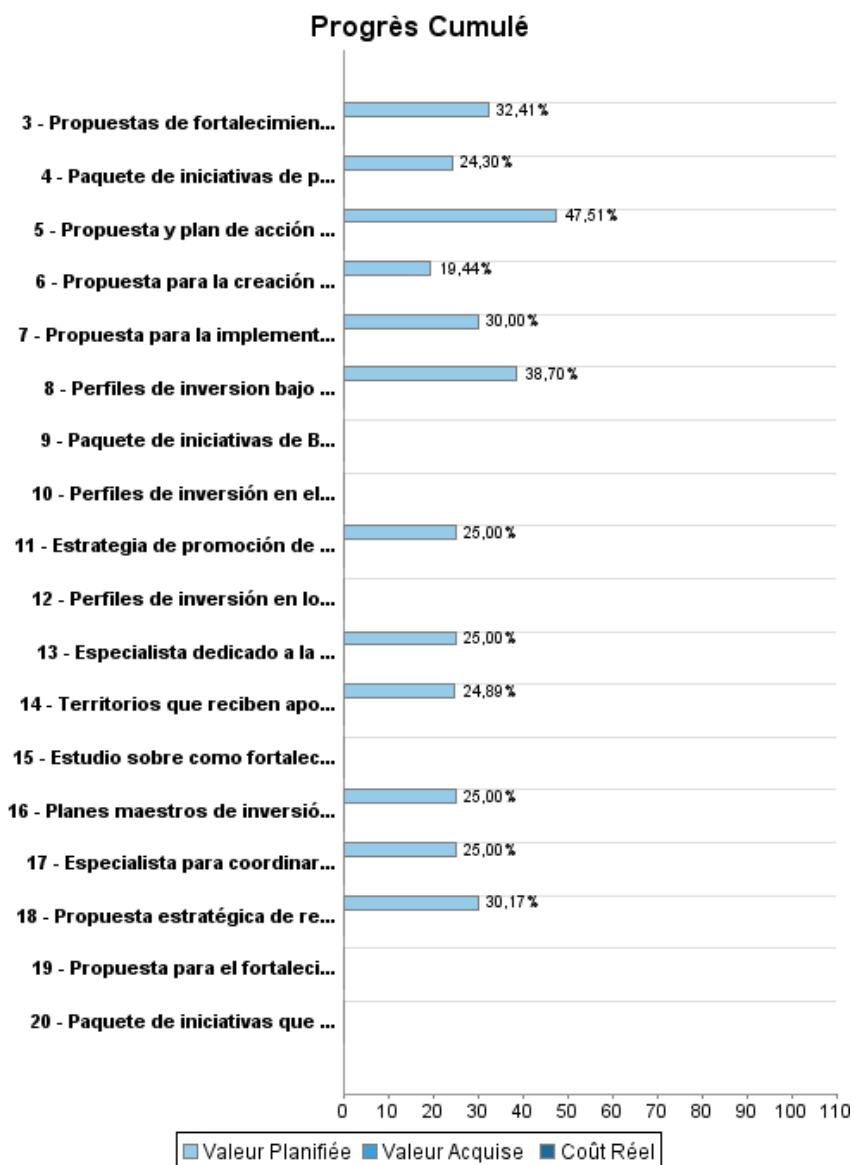 Progrès Cumulé
3 - Propuestas de fortalecimien...
32,41%
4 - Paquete de iniciativas de p...
24,30%
5 - Propuesta y plan de acción ...
47,51%
6 - Propuesta para la creación ...
19,44%
7 - Propuesta para la implement...
30,00%
8 - Perfiles de inversion bajo ...
38,70%
9 - Paquete de iniciativas de B...
10 - Perfiles de inversión en el...
11 - Estrategia de promoción de ...
25,00%
12 - Perfiles de inversión en lo...
13 - Especialista dedicado a la ...
25,00%
14 - Territorios que reciben apo...
24,89%
15 - Estudio sobre como fortalec...
16 - Planes maestros de inversió...
25,00%
17 - Especialista para coordinar...
25,00%
18 - Propuesta estratégica de re...
30,17%
19 - Propuesta para el fortaleci...
20 - Paquete de iniciativas que ...
0 10 20 30 40 50 60 70 80 90 100 110
Valeur Planifiée Valeur Acquise Coût Réel